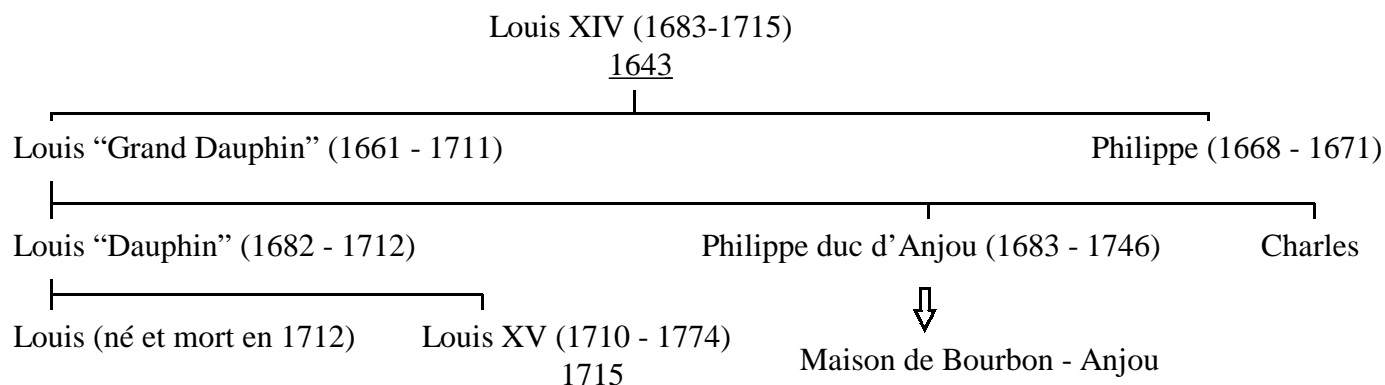 Louis XIV (1683-1715)
1643
Louis “Grand Dauphin” (1661 - 1711) Philippe (1668 - 1671)
Louis “Dauphin” (1682 - 1712) Philippe duc d’Anjou (1683 - 1746) Charles
Louis (né et mort en 1712) Louis XV (1710 - 1774)
1715
Maison de Bourbon - Anjou